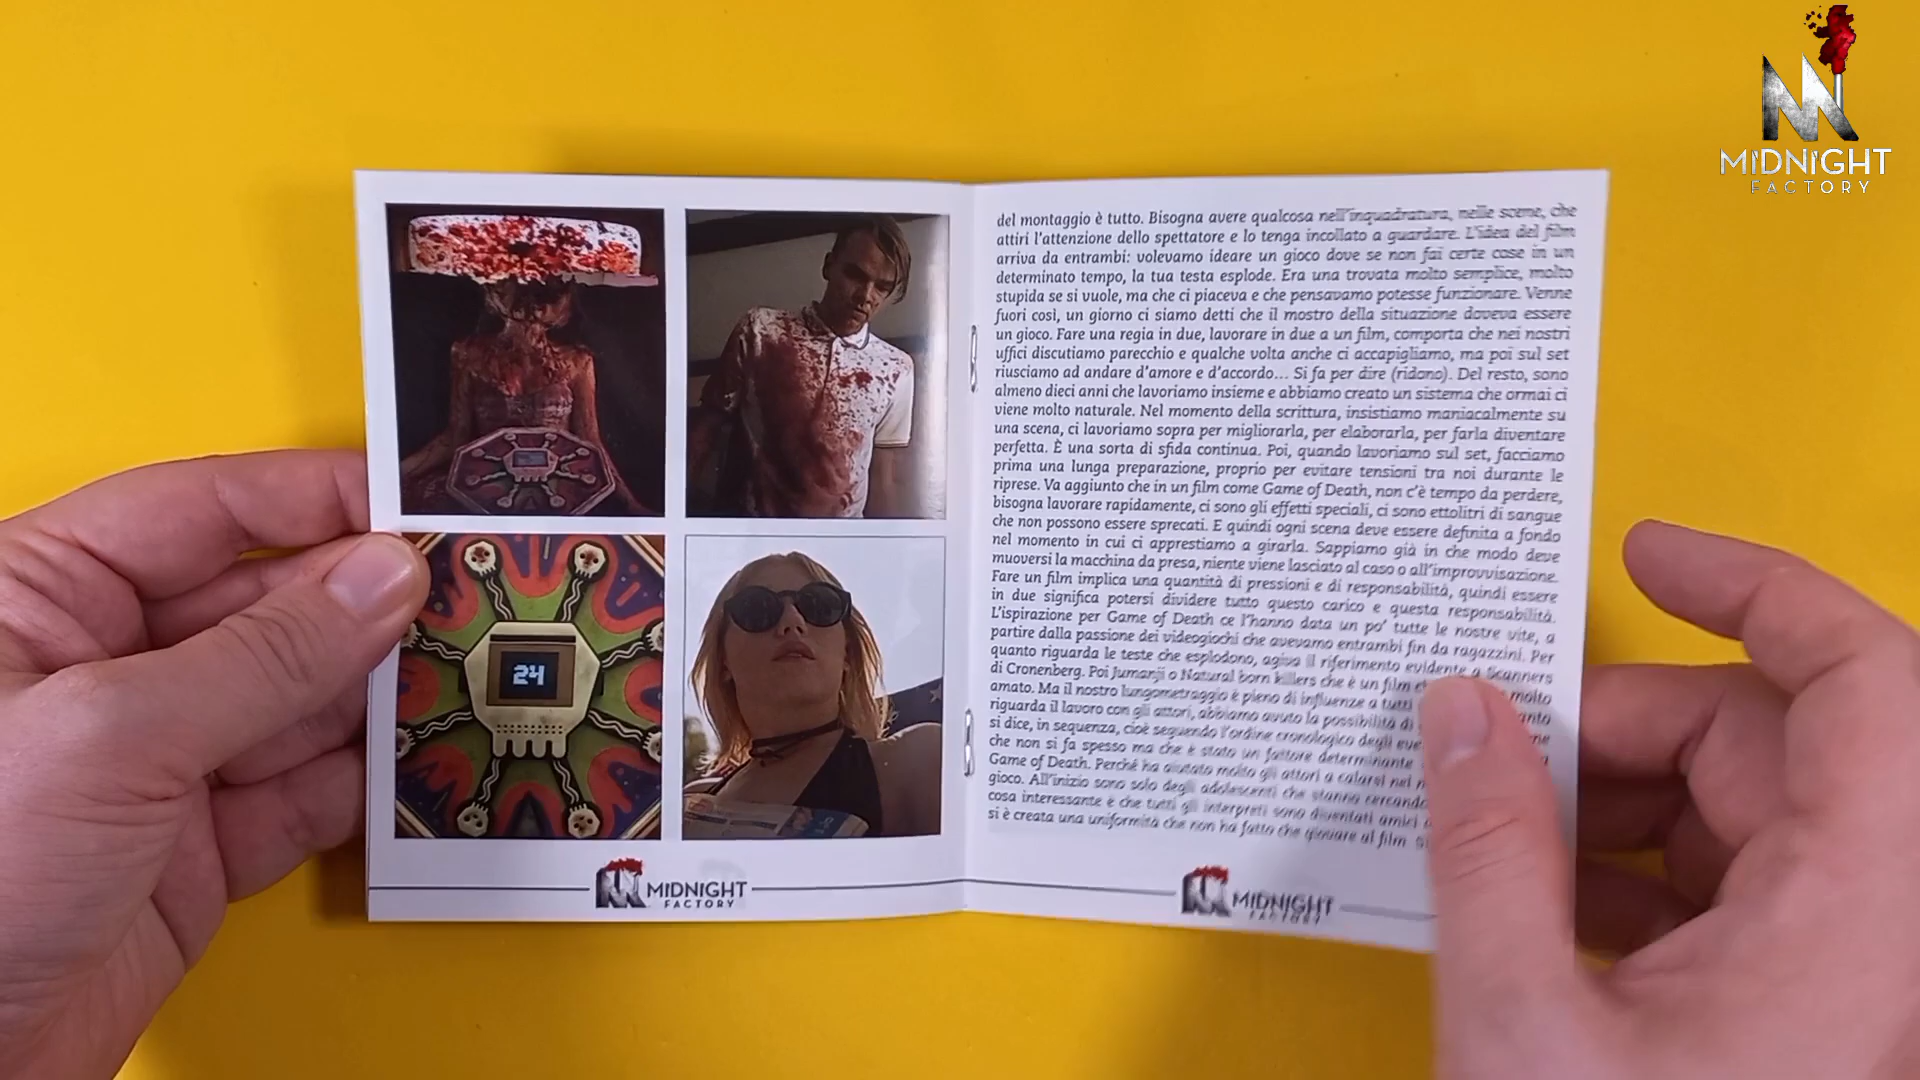 MIDNIGHT
FACTORY
24
MIDNIGHT
FACTORY
del montaggio è tutto. Bisogna avere qualcosa nell'inquadratura, nelle scene, che
attiri l'attenzione dello spettatore e lo tenga incollato a guardare. L'idea del film
arriva da entrambi: volevamo ideare un gioco dove se non fai certe cose in un
determinato tempo, la tua testa esplode. Era una trovata molto semplice, molto
stupida se si vuole, ma che ci piaceva e che pensavamo potesse funzionare. Venne
fuori così, un giorno ci siamo detti che il mostro della situazione doveva essere
un gioco. Fare una regia in due, lavorare in due a un film, comporta che nei nostri
uffici discutiamo parecchio e qualche volta anche ci accapigliamo, ma poi sul set
riusciamo ad andare d'amore e d'accordo... Si fa per dire (ridono). Del resto, sono
almeno dieci anni che lavoriamo insieme e abbiamo creato un sistema che ormai ci
viene molto naturale. Nel momento della scrittura, insistiamo maniacalmente su
una scena, ci lavoriamo sopra per migliorarla, per elaborarla, per farla diventare
perfetta. È una sorta di sfida continua. Poi, quando lavoriamo sul set, facciamo
prima una lunga preparazione, proprio per evitare tensioni tra noi durante le
riprese. Va aggiunto che in un film come Game of Death, non c'è tempo da perdere,
bisogna lavorare rapidamente, ci sono gli effetti speciali, ci sono ettolitri di sangue
che non possono essere sprecati. E quindi ogni scena deve essere definita a fondo
nel momento in cui ci apprestiamo a girarla. Sappiamo già in che modo deve
muoversi la macchina da presa, niente viene lasciato al caso o all'improvvisazione.
Fare un film implica una quantità di pressioni e di responsabilità, quindi essere
in due significa potersi dividere tutto questo carico e questa responsabilità.
L'ispirazione per Game of Death ce l'hanno data un po' tutte le nostre vite, a
partire dalla passione dei videogiochi che avevamo entrambi fin da ragazzini. Per
quanto riguarda le teste che esplodono, agiva il riferimento evidente a Scanners
di Cronenberg. Poi Jumanji o Natural born killers che è un film molto
amato. Ma il nostro lungometraggio è pieno di influenze a tutti
riguarda il lavoro con gli attori, abbiamo avuto la possibilità di
si dice, in sequenza, cioè seguendo l'ordine cronologico degli
che non si fa spesso ma che è stato un fattore determinante
Game of Death. Perché ha aiutato molto gli attori a calarsi nel
gioco. All'inizio sono solo degli adolescenti che stanno cercando
cosa interessante è che tutti gli interpreti sono diventati amici
si è creata una uniformità che non ha fatto che giovare al film.
MIDNIGHT
FACTORY